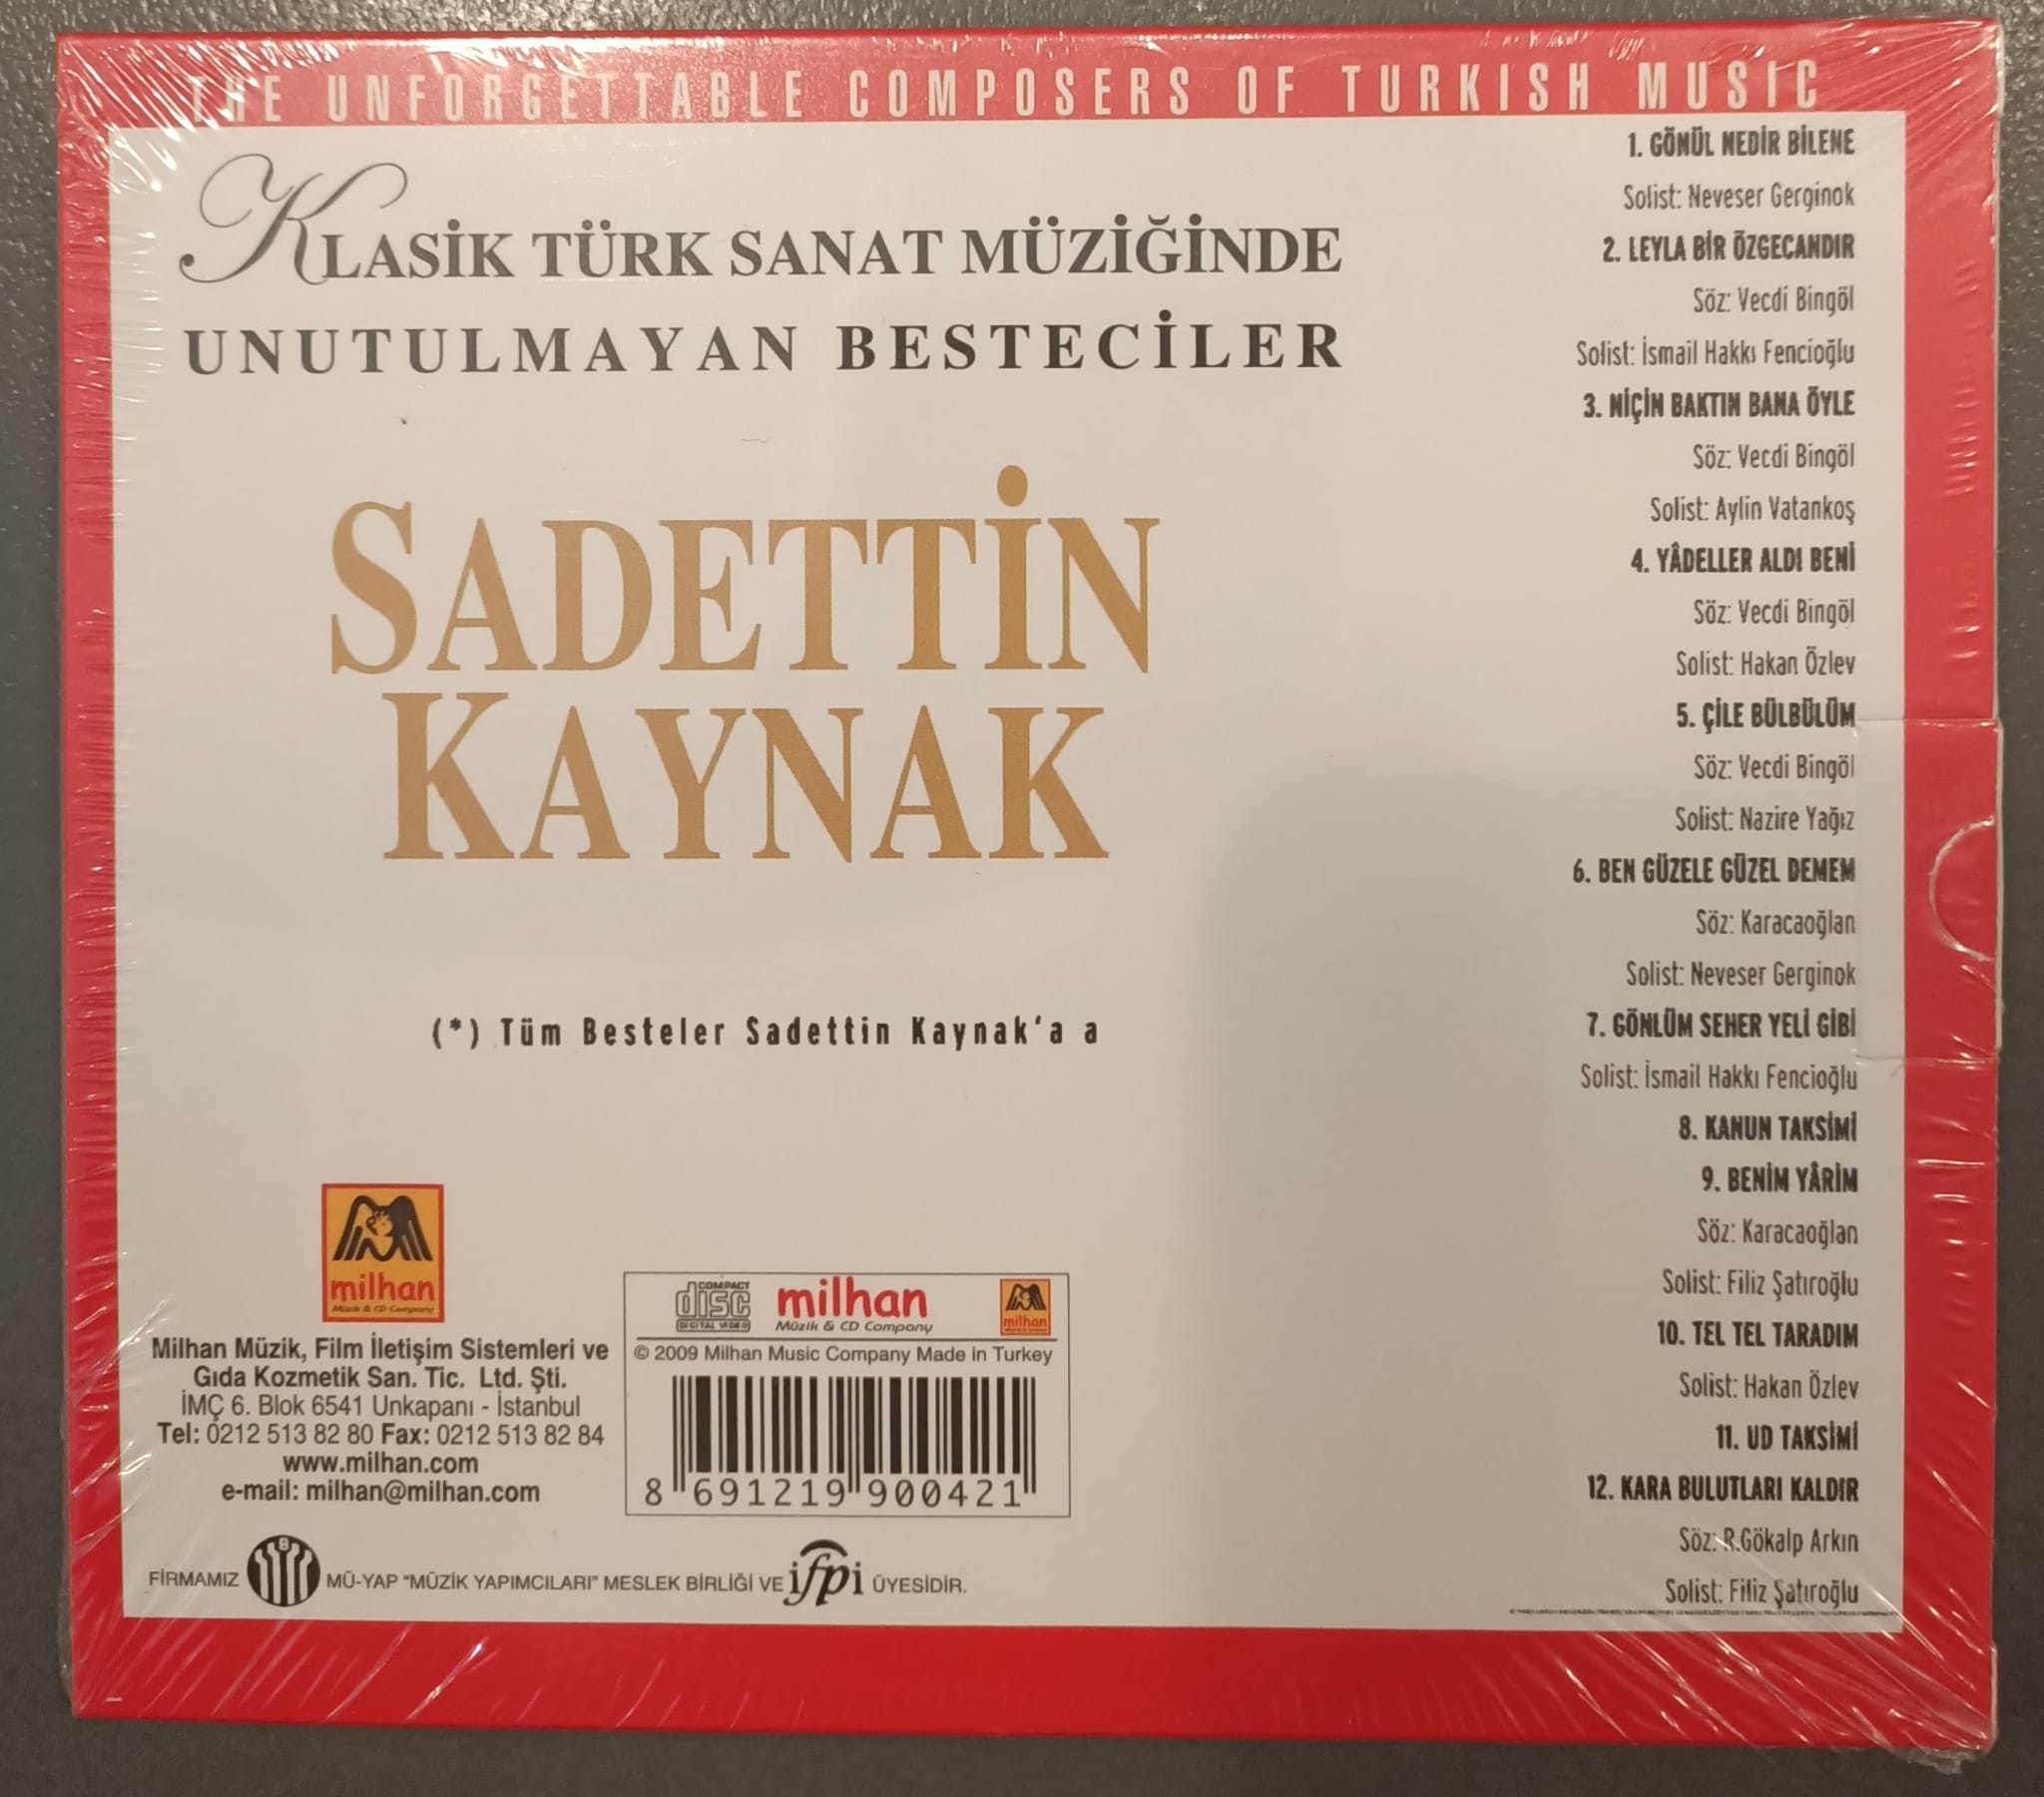 THE UNFORGETTABLE COMPOSERS OF TURKISH MUSIC
KLASİK TÜRK SANAT MÜZİĞİNDE
UNUTULMAYAN BESTECİLER
SADETTİN
KAYNAK
(*) Tüm Besteler Sadettin Kaynak'a a
1. GÖNÜL NEDİR BİLENE
Solist: Neveser Gerginok
2. LEYLA BİR ÖZGECANDIR
Söz: Vecdi Bingöl
Solist: İsmail Hakkı Fencioğlu
3. NİÇİN BAKTIN BANA ÖYLE
Söz: Vecdi Bingöl
Solist: Aylin Vatankoş
4. YÂDELLER ALDI BENİ
Söz: Vecdi Bingöl
Solist: Hakan Özlev
5. ÇİLE BÜLBÜLÜM
Söz: Vecdi Bingöl
Solist: Nazire Yağız
6. BEN GÜZELE GÜZEL DEMEM
Söz: Karacaoğlan
Solist: Neveser Gerginok
7. GÖNLÜM SEHER YELİ GİBİ
Solist: İsmail Hakkı Fencioğlu
8. KANUN TAKSİMİ
9. BENİM YÂRİM
Söz: Karacaoğlan
Solist: Filiz Şatıroğlu
10. TEL TEL TARADIM
Solist: Hakan Özlev
11. UD TAKSİMİ
12. KARA BULUTLARI KALDIR
Söz: R.Gökalp Arkın
Solist: Filiz Şatıroğlu
milhan
Müzik & CD Company
Milhan Müzik, Film İletişim Sistemleri ve
Gıda Kozmetik San. Tic. Ltd. Şti.
İMÇ 6. Blok 6541 Unkapanı - İstanbul
Tel: 0212 513 82 80 Fax: 0212 513 82 84
www.milhan.com
e-mail: milhan@milhan.com
COMPACT
disc
DIGITAL VIDEO
milhan
Müzik & CD Company
milhan
© 2009 Milhan Music Company Made in Turkey
8 691219 900421
FİRMAMIZ MÜ-YAP "MÜZİK YAPIMCILARI" MESLEK BİRLİĞİ VE ifpi ÜYESİDİR.